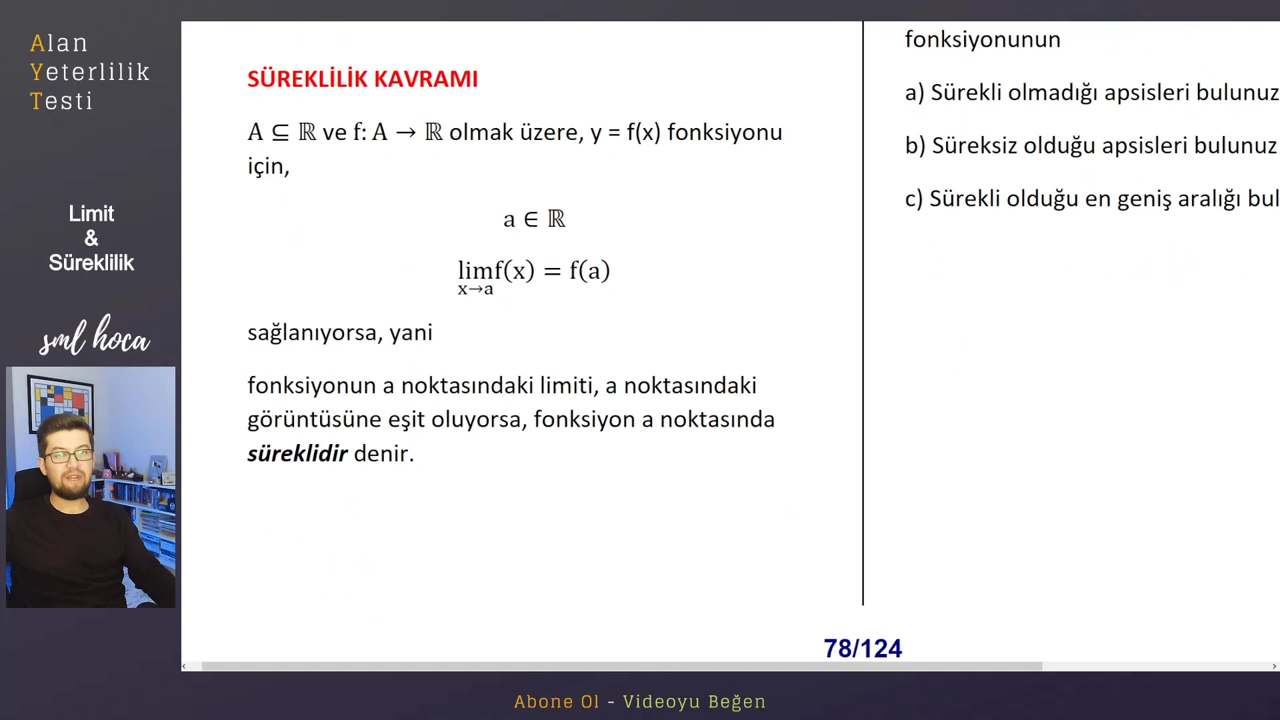 Alan
Yeterlilik
Testi
Limit
&
Süreklilik
sml hoca
SÜREKLİLİK KAVRAMI
A ⊆ ℝ ve f: A → ℝ olmak üzere, y = f(x) fonksiyonu
için,
a ∈ ℝ
lim f(x) = f(a)
x→a
sağlanıyorsa, yani
fonksiyonun a noktasındaki limiti, a noktasındaki
görüntüsüne eşit oluyorsa, fonksiyon a noktasında
süreklidir denir.
fonksiyonunun
a) Sürekli olmadığı apsisleri bulunuz
b) Süreksiz olduğu apsisleri bulunuz
c) Sürekli olduğu en geniş aralığı bul
78/124
Abone Ol - Videoyu Beğen